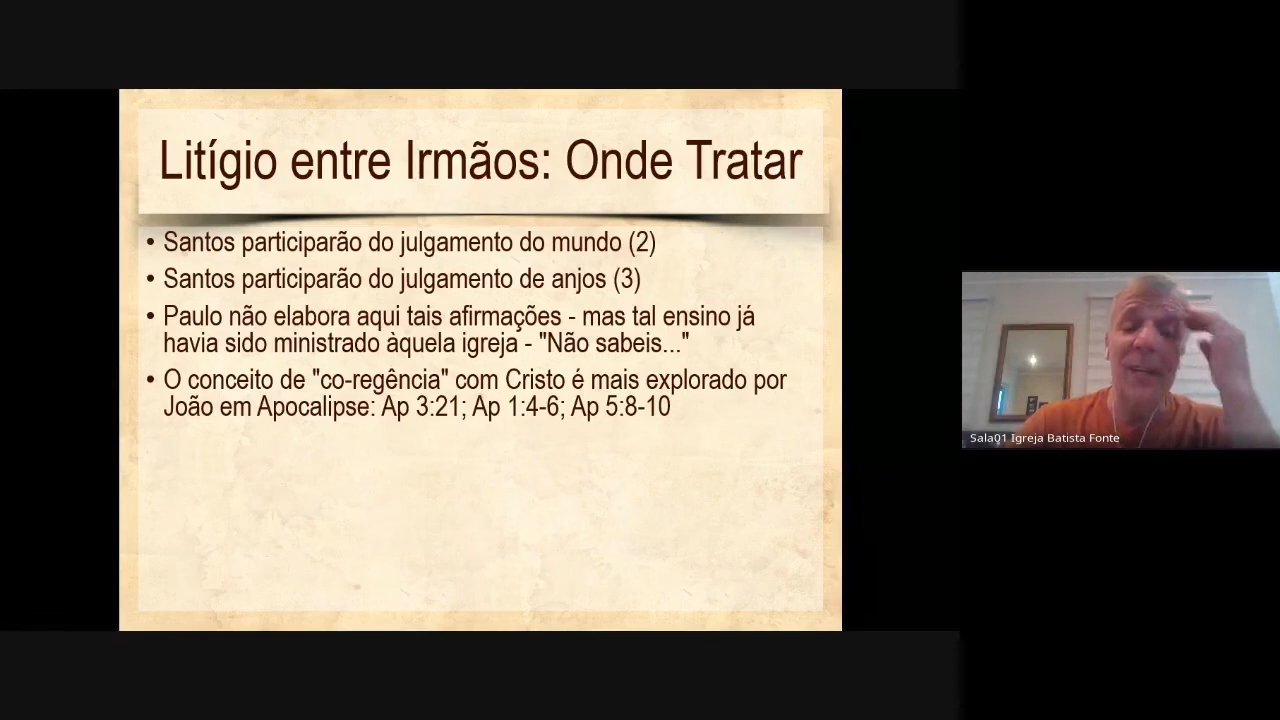 Litígio entre Irmãos: Onde Tratar
• Santos participarão do julgamento do mundo (2)
• Santos participarão do julgamento de anjos (3)
• Paulo não elabora aqui tais afirmações - mas tal ensino já
havia sido ministrado àquela igreja - "Não sabeis..."
• O conceito de "co-regência" com Cristo é mais explorado por
João em Apocalipse: Ap 3:21; Ap 1:4-6; Ap 5:8-10
Sala01 Igreja Batista Fonte